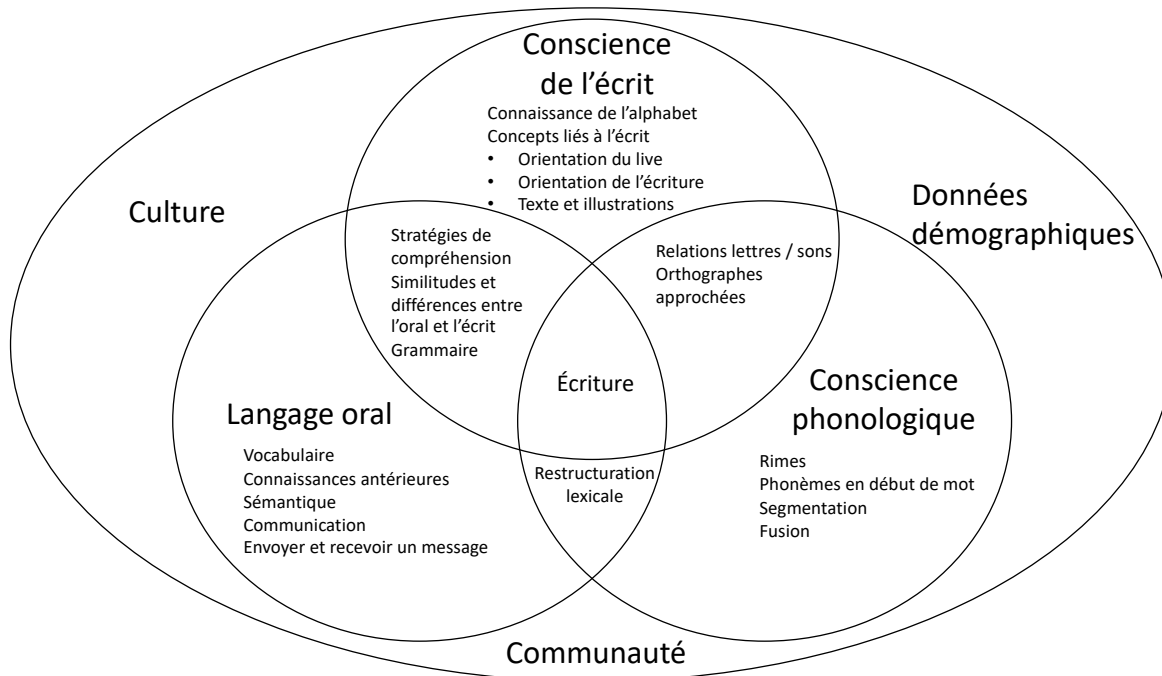 Conscience
de l’écrit
Connaissance de l’alphabet
Concepts liés à l’écrit
• Orientation du live
• Orientation de l’écriture
• Texte et illustrations
Culture
Données
démographiques
Stratégies de
compréhension
Similitudes et
différences entre
l’oral et l’écrit
Grammaire
Relations lettres / sons
Orthographes
approchées
Écriture
Langage oral
Vocabulaire
Connaissances antérieures
Sémantique
Communication
Envoyer et recevoir un message
Restructuration
lexicale
Conscience
phonologique
Rimes
Phonèmes en début de mot
Segmentation
Fusion
Communauté